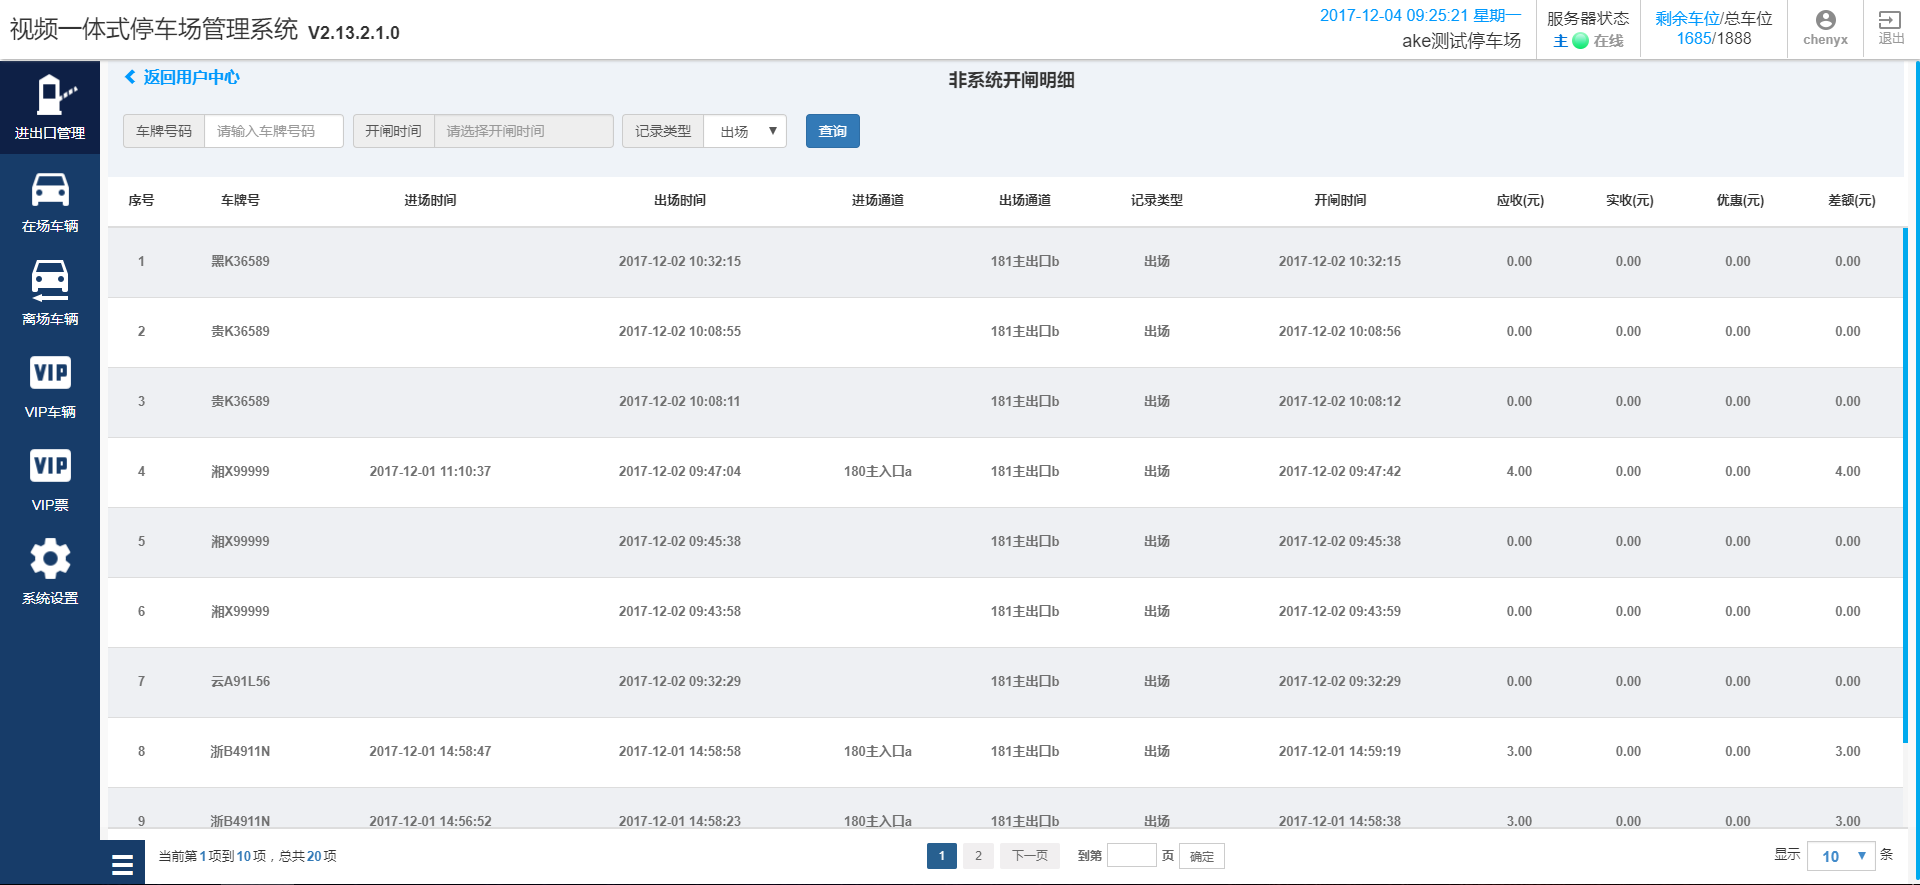 视频一体式停车场管理系统 V2.13.2.1.0
2017-12-04 09:25:21 星期一
ake测试停车场
服务器状态
主 在线
剩余车位/总车位
1685/1888
chenyx
退出
进出口管理
在场车辆
离场车辆
VIP
VIP车辆
VIP
VIP票
系统设置
返回用户中心
非系统开闸明细
车牌号码 请输入车牌号码 开闸时间 请选择开闸时间 记录类型 出场 ▼ 查询
序号 车牌号 进场时间 出场时间 进场通道 出场通道 记录类型 开闸时间 应收(元) 实收(元) 优惠(元) 差额(元)
1 黑K36589 2017-12-02 10:32:15 181主出口b 出场 2017-12-02 10:32:15 0.00 0.00 0.00 0.00
2 贵K36589 2017-12-02 10:08:55 181主出口b 出场 2017-12-02 10:08:56 0.00 0.00 0.00 0.00
3 贵K36589 2017-12-02 10:08:11 181主出口b 出场 2017-12-02 10:08:12 0.00 0.00 0.00 0.00
4 湘X99999 2017-12-01 11:10:37 2017-12-02 09:47:04 180主入口a 181主出口b 出场 2017-12-02 09:47:42 4.00 0.00 0.00 4.00
5 湘X99999 2017-12-02 09:45:38 181主出口b 出场 2017-12-02 09:45:38 0.00 0.00 0.00 0.00
6 湘X99999 2017-12-02 09:43:58 181主出口b 出场 2017-12-02 09:43:59 0.00 0.00 0.00 0.00
7 云A91L56 2017-12-02 09:32:29 181主出口b 出场 2017-12-02 09:32:29 0.00 0.00 0.00 0.00
8 浙B4911N 2017-12-01 14:58:47 2017-12-01 14:58:58 180主入口a 181主出口b 出场 2017-12-01 14:59:19 3.00 0.00 0.00 3.00
9 浙B4911N 2017-12-01 14:56:52 2017-12-01 14:58:23 180主入口a 181主出口b 出场 2017-12-01 14:58:38 3.00 0.00 0.00 3.00
当前第1项到10项，总共20项 1 2 下一页 到第 页 确定 显示 10 ▼ 条